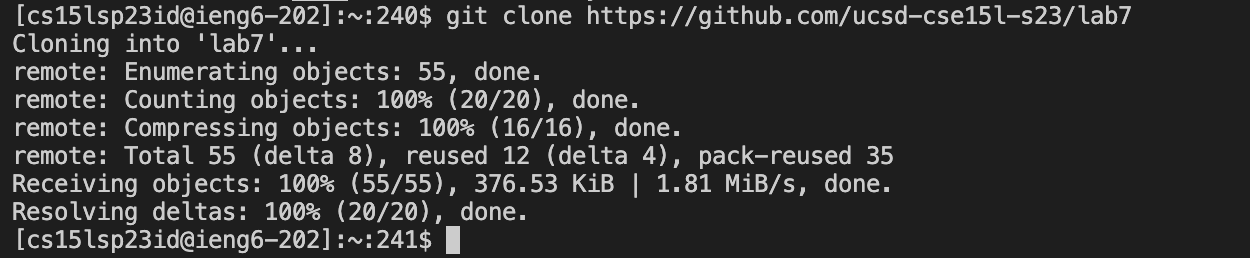 [cs15lsp23id@ieng6-202]:~:240$ git clone https://github.com/ucsd-cse15l-s23/lab7
Cloning into 'lab7'...
remote: Enumerating objects: 55, done.
remote: Counting objects: 100% (20/20), done.
remote: Compressing objects: 100% (16/16), done.
remote: Total 55 (delta 8), reused 12 (delta 4), pack-reused 35
Receiving objects: 100% (55/55), 376.53 KiB | 1.81 MiB/s, done.
Resolving deltas: 100% (20/20), done.
[cs15lsp23id@ieng6-202]:~:241$